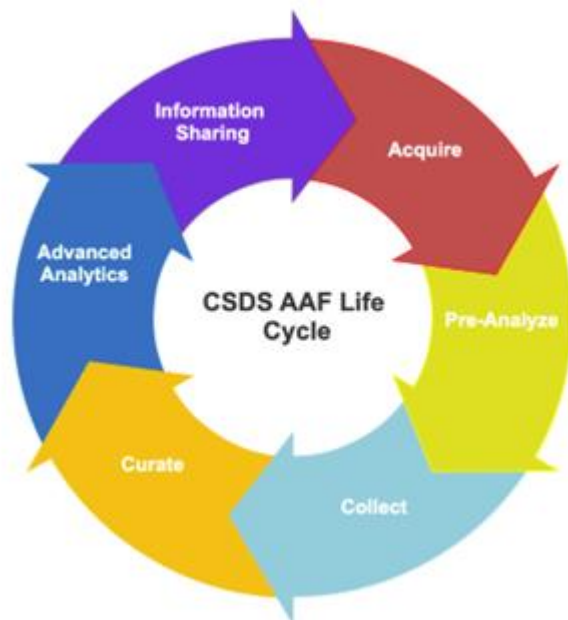 Information
Sharing
Acquire
Advanced
Analytics
CSDS AAF Life
Cycle
Pre-Analyze
Curate
Collect